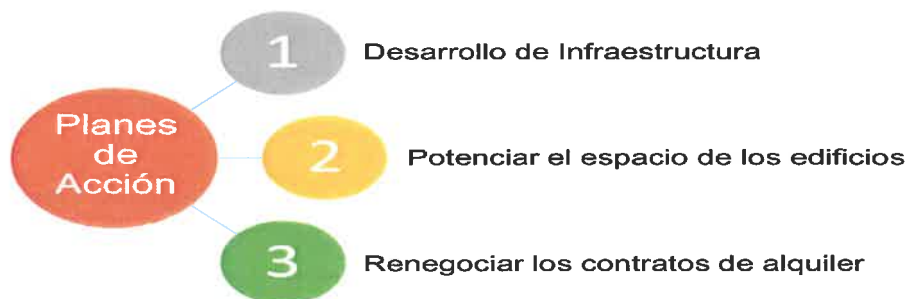 Planes
de
Acción
1 Desarrollo de Infraestructura
2 Potenciar el espacio de los edificios
3 Renegociar los contratos de alquiler